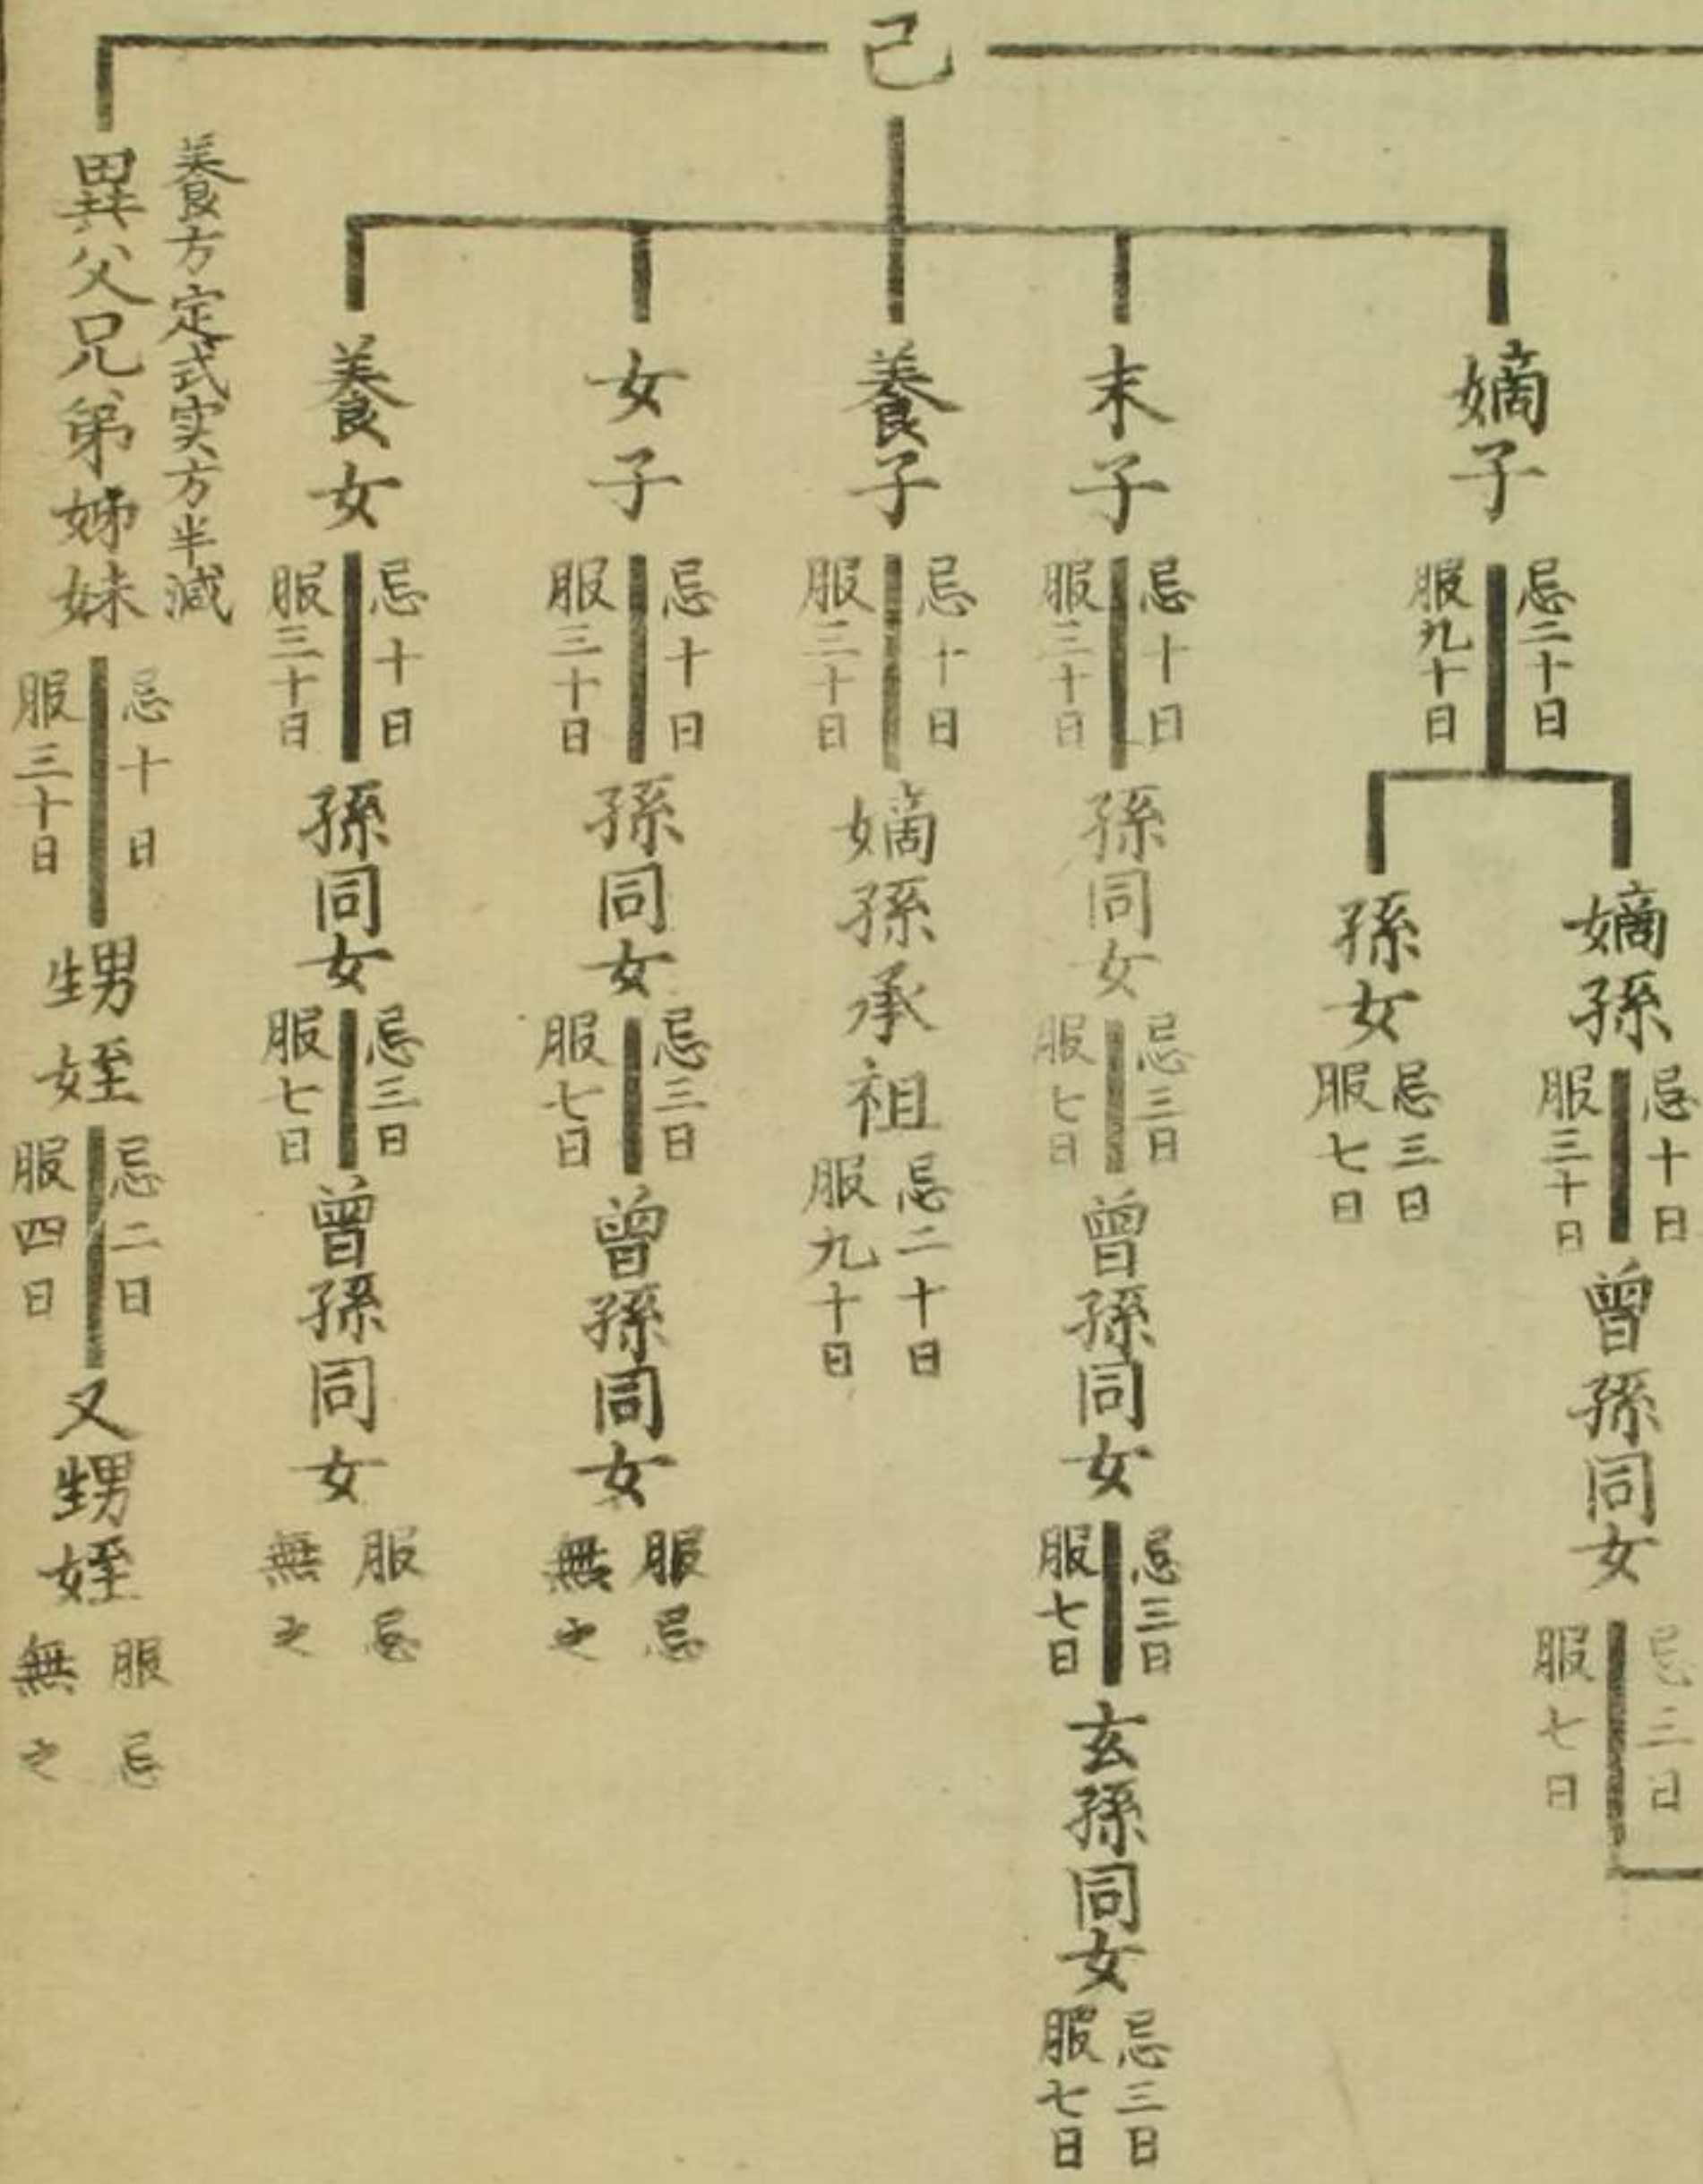 己
嫡子
忌二十日
服九十日
嫡孫
忌十日
服三十日
曾孫同女
忌三日
服七日
孫女
忌三日
服七日
末子
忌十日
服三十日
孫同女
忌三日
服七日
曾孫同女
忌三日
服七日
玄孫同女
忌三日
服七日
養子
忌十日
服三十日
嫡孫承祖
忌二十日
服九十日
女子
忌十日
服三十日
孫同女
忌三日
服七日
曾孫同女
服忌
無之
養女
忌十日
服三十日
孫同女
忌三日
服七日
曾孫同女
服忌
無之
養方定式実方半減
異父兄弟姉妹
忌十日
服三十日
甥姪
忌二日
服四日
又甥姪
服忌
無之